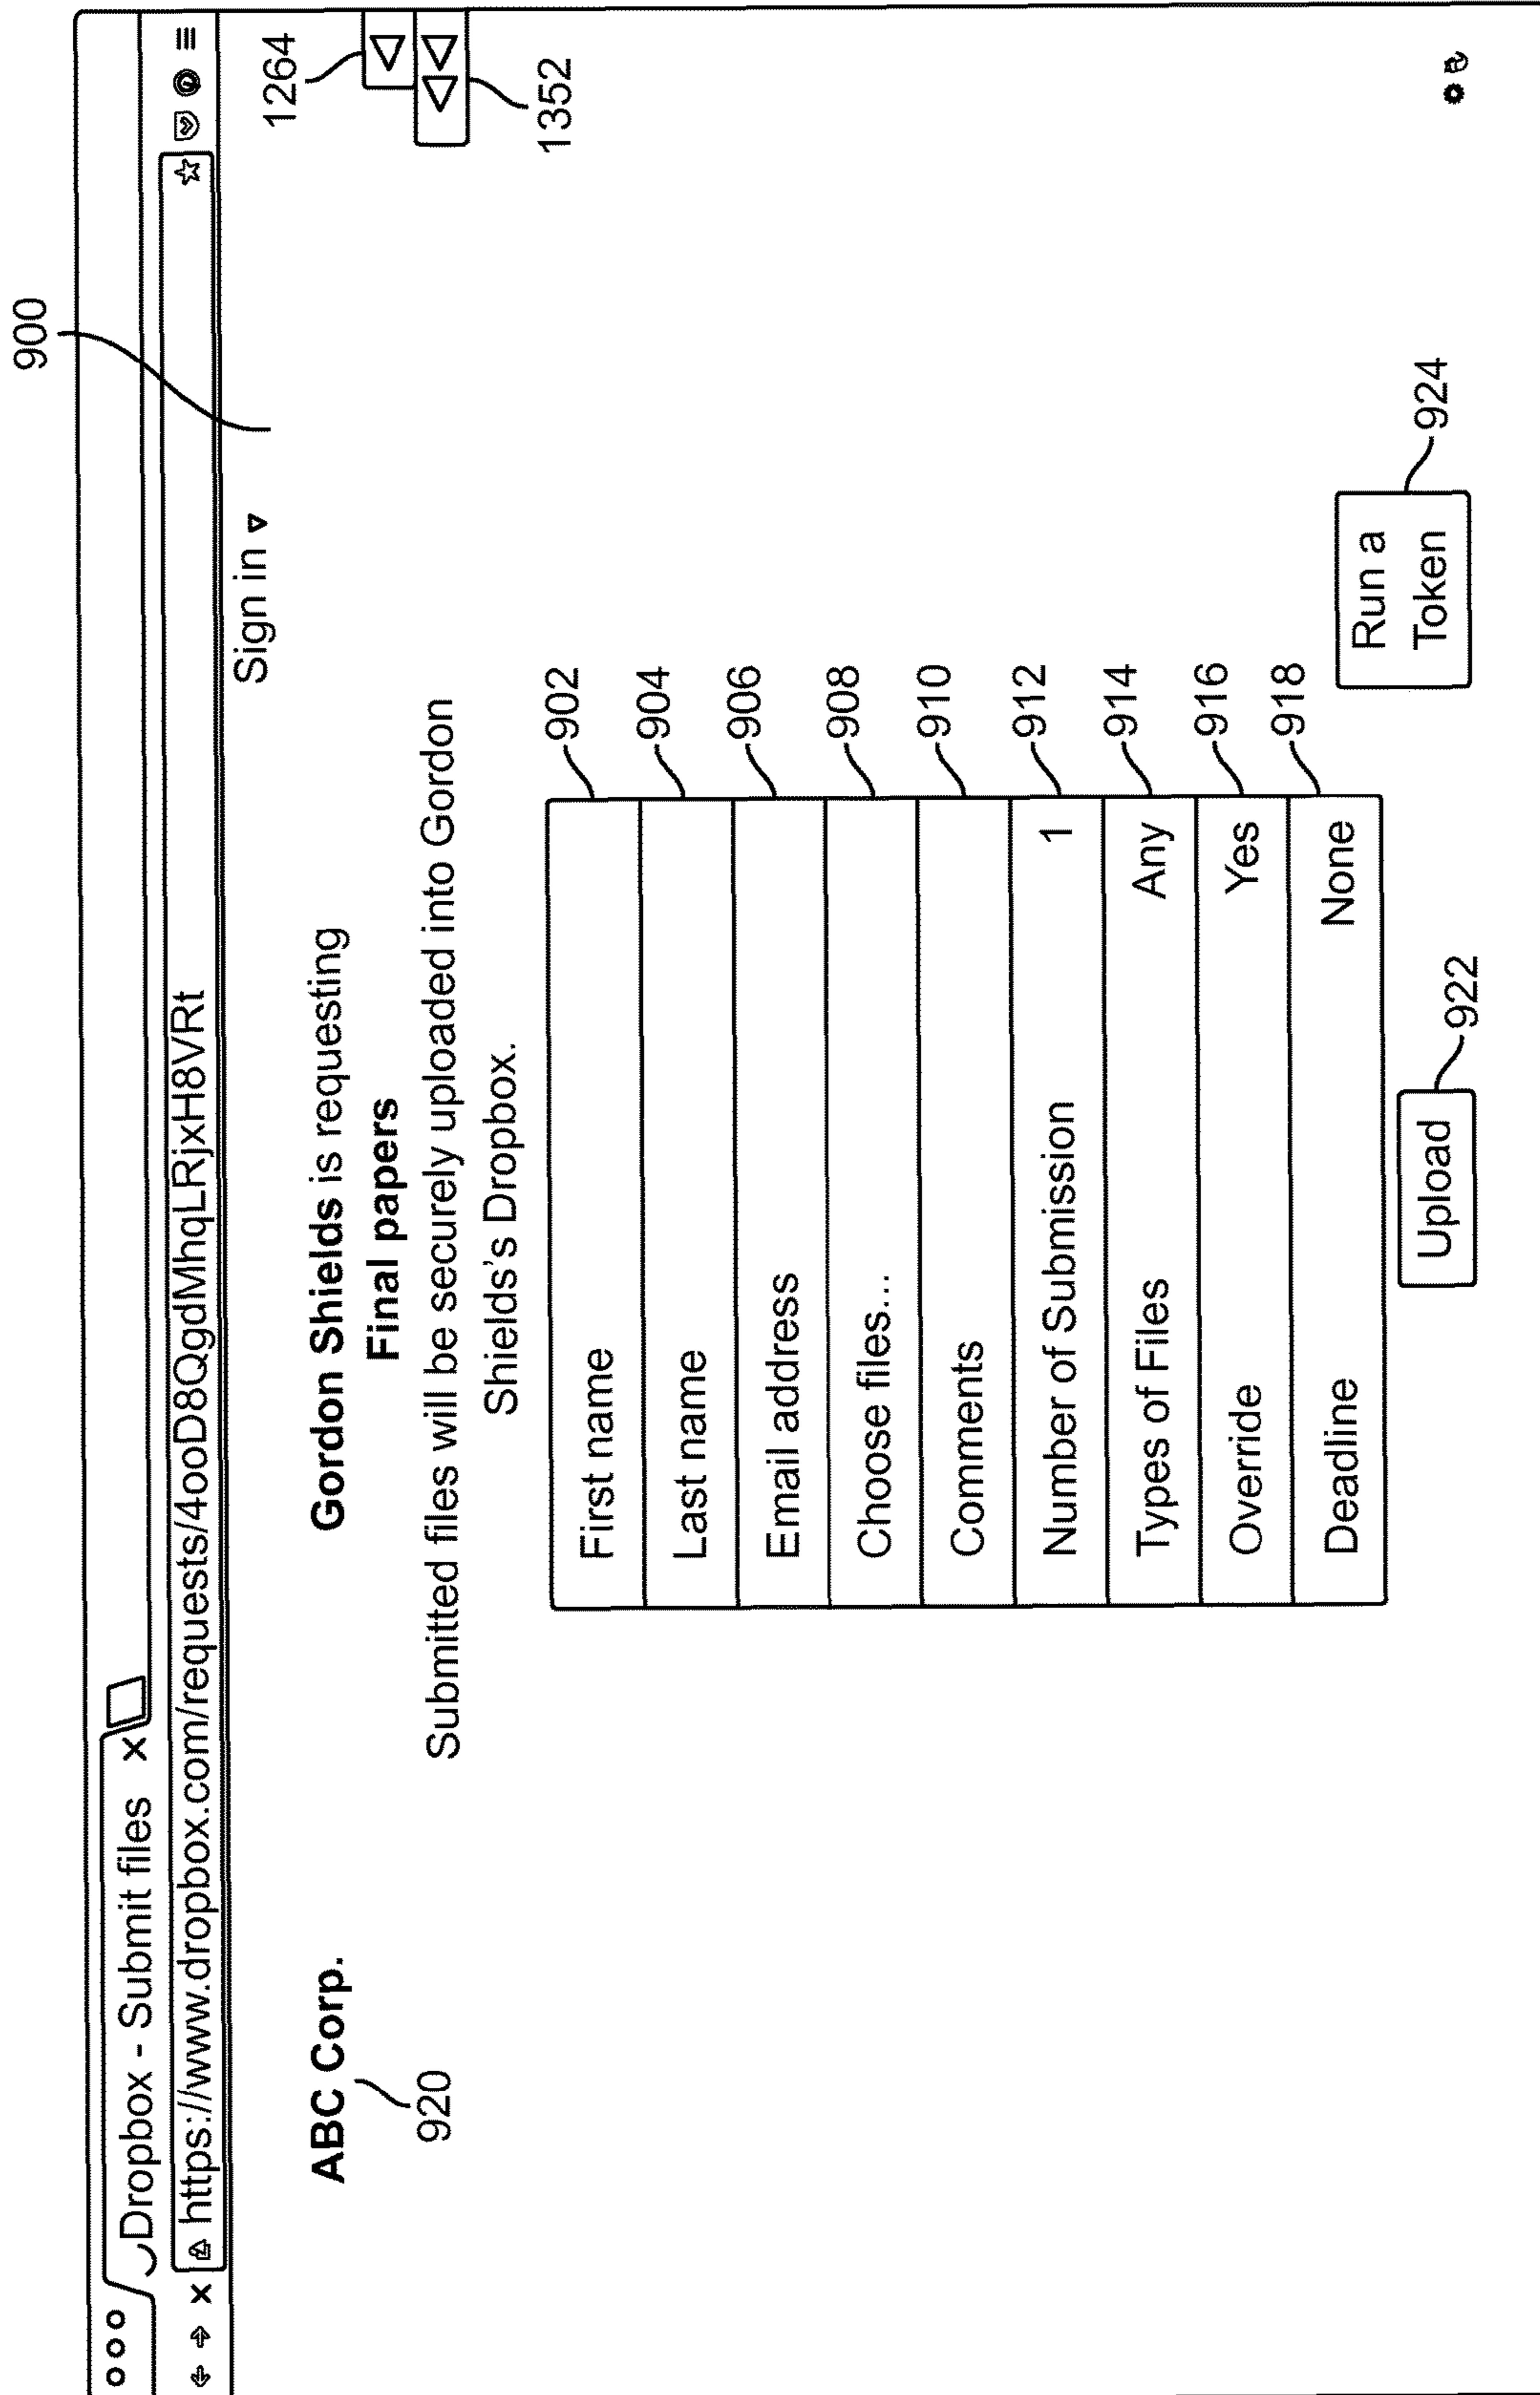 900
Dropbox - Submit files x
https://www.dropbox.com/requests/4ooD8QgdMhqLRjxH8VRt
Sign in
1264
1352
ABC Corp.
920
Gordon Shields is requesting
Final papers
Submitted files will be securely uploaded into Gordon
Shields's Dropbox.
First name 902
Last name 904
Email address 906
Choose files... 908
Comments 910
Number of Submission 1 912
Types of Files Any 914
Override Yes 916
Deadline None 918
Upload 922
Run a
Token
924